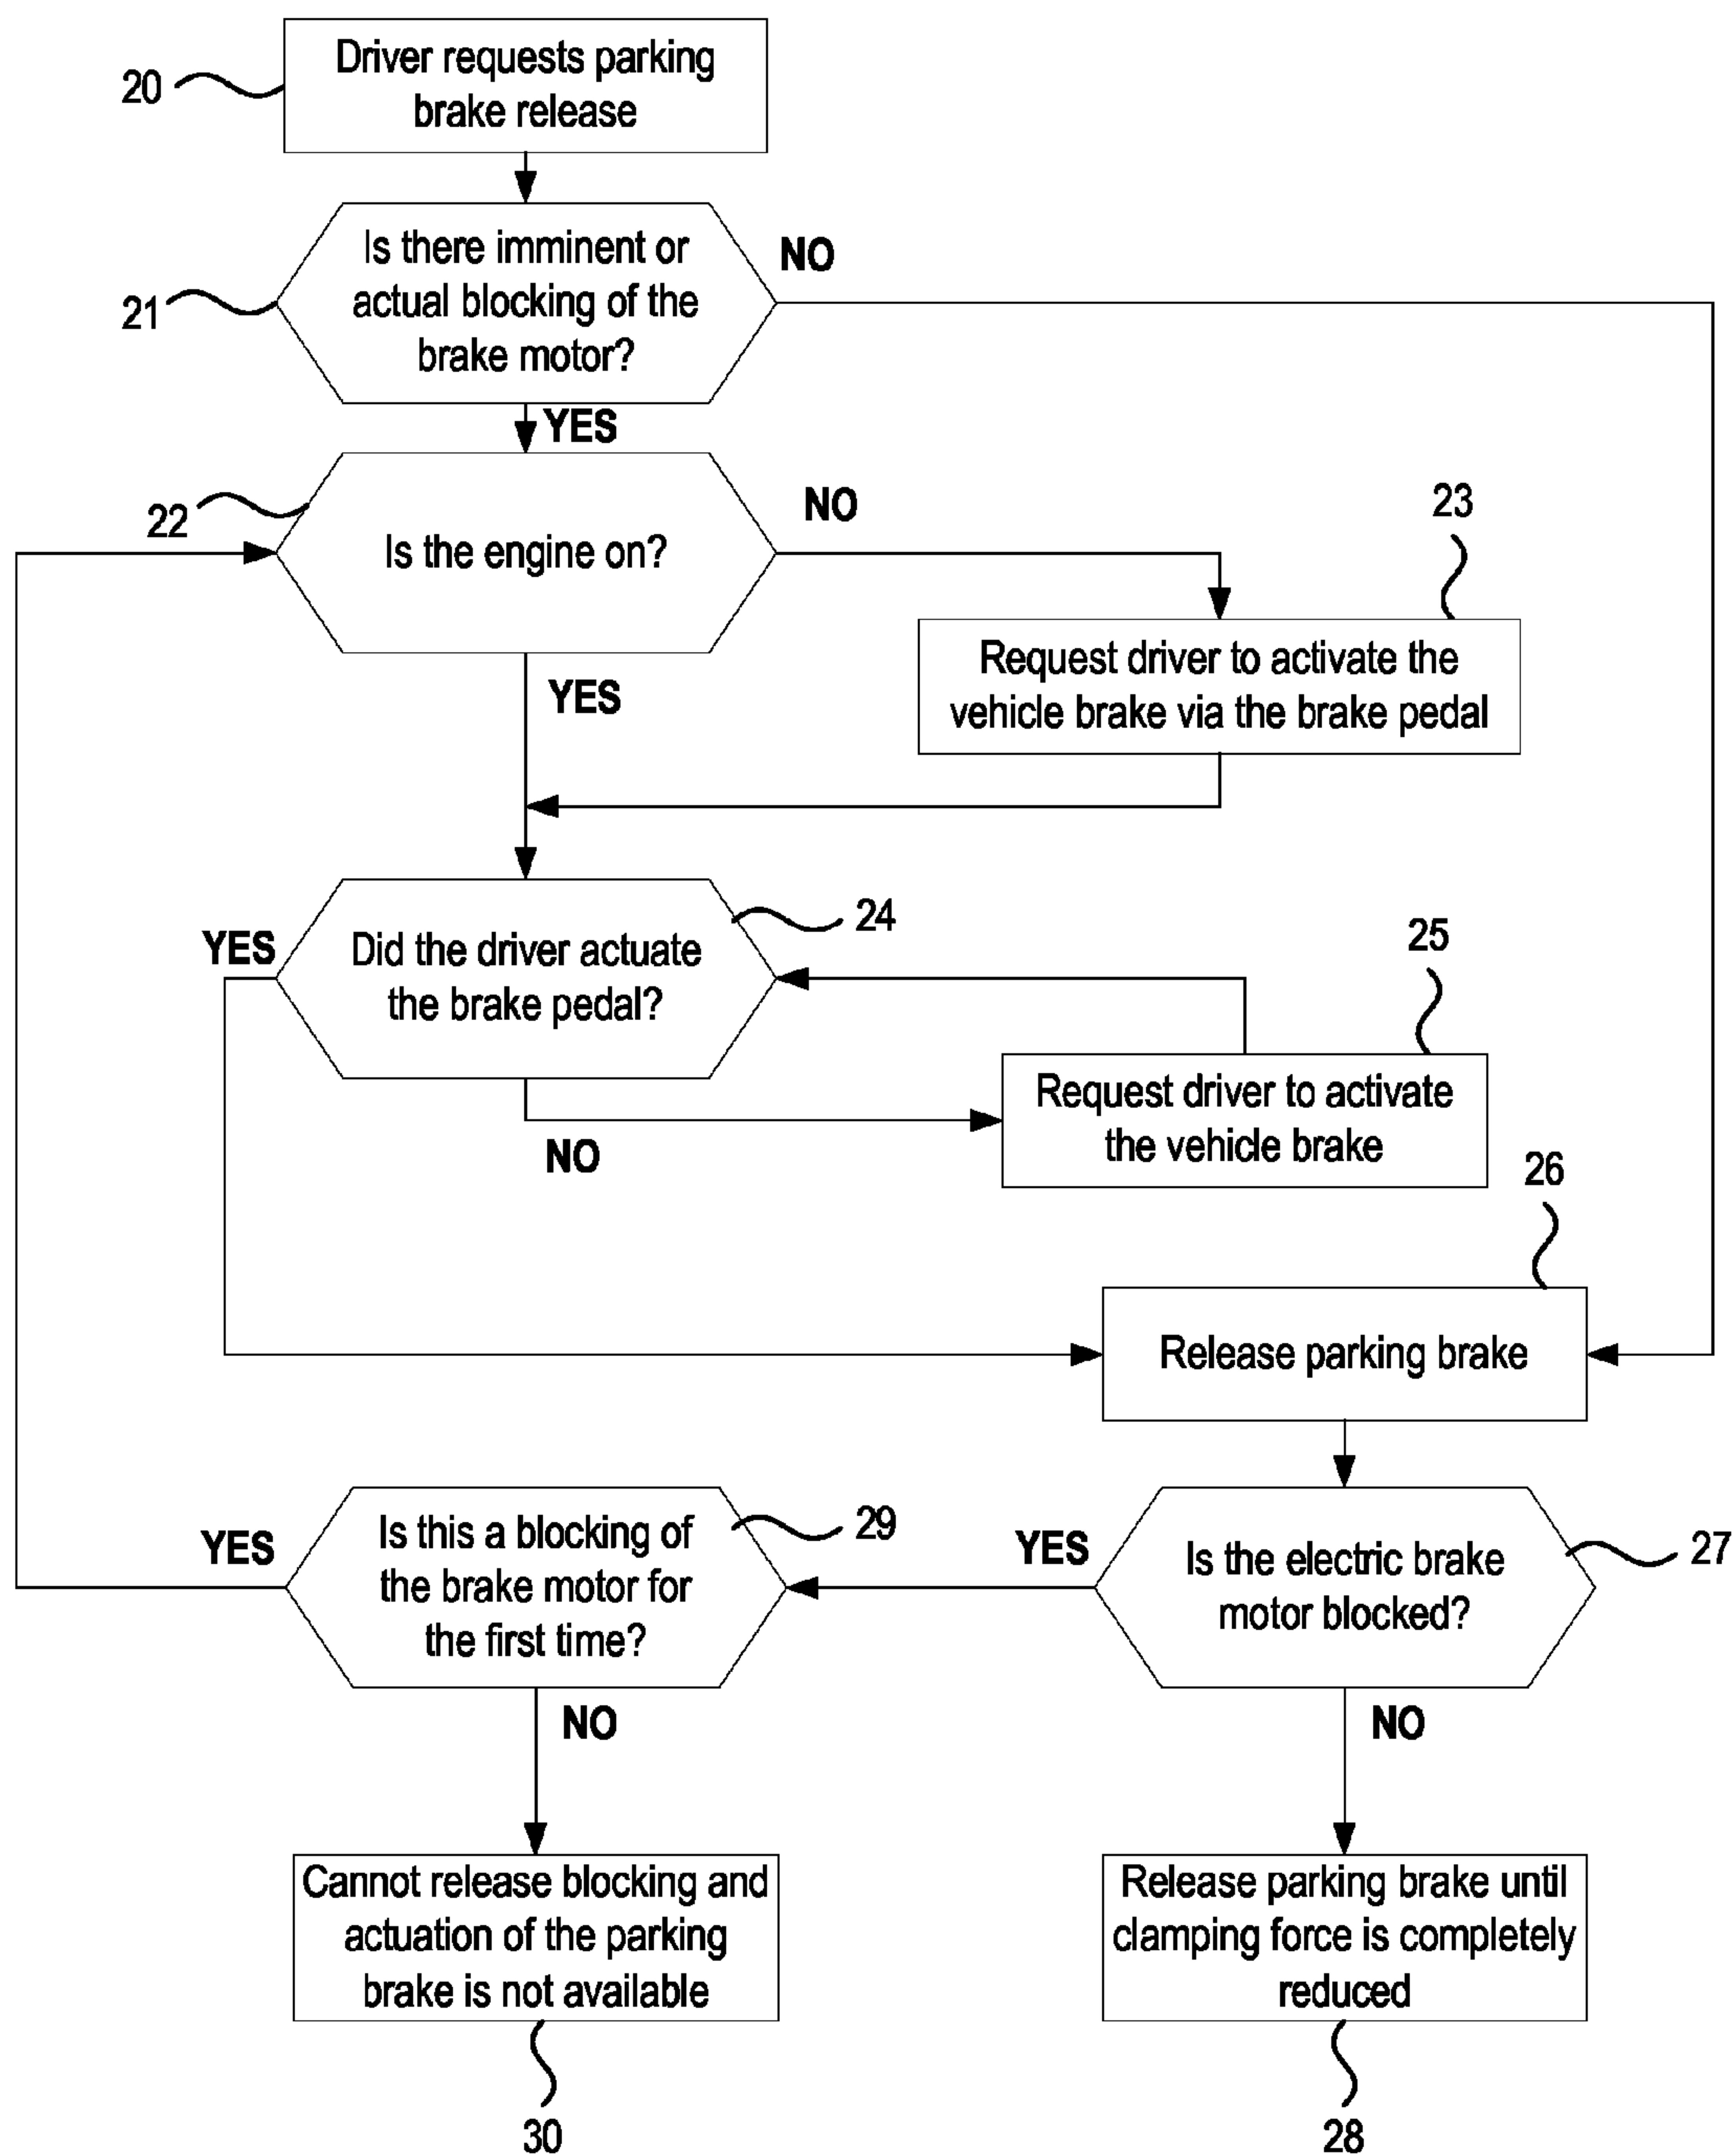 Driver requests parking
brake release
20
Is there imminent or
actual blocking of the
brake motor?
21
NO
YES
Is the engine on?
22
NO
YES
23
Request driver to activate the
vehicle brake via the brake pedal
24
YES
Did the driver actuate
the brake pedal?
NO
25
Request driver to activate
the vehicle brake
26
Release parking brake
Is the electric brake
motor blocked?
27
YES
NO
29
Is this a blocking of
the brake motor for
the first time?
YES
NO
Cannot release blocking and
actuation of the parking
brake is not available
30
Release parking brake until
clamping force is completely
reduced
28